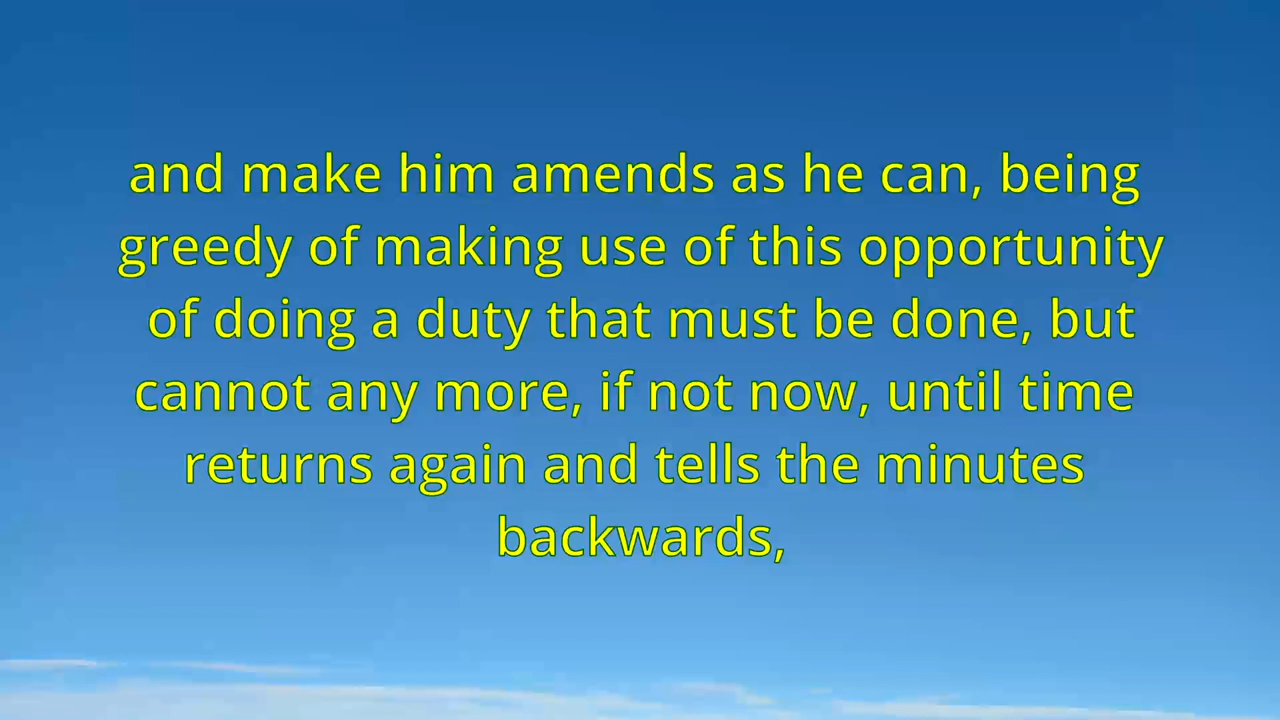 and make him amends as he can, being
greedy of making use of this opportunity
of doing a duty that must be done, but
cannot any more, if not now, until time
returns again and tells the minutes
backwards,